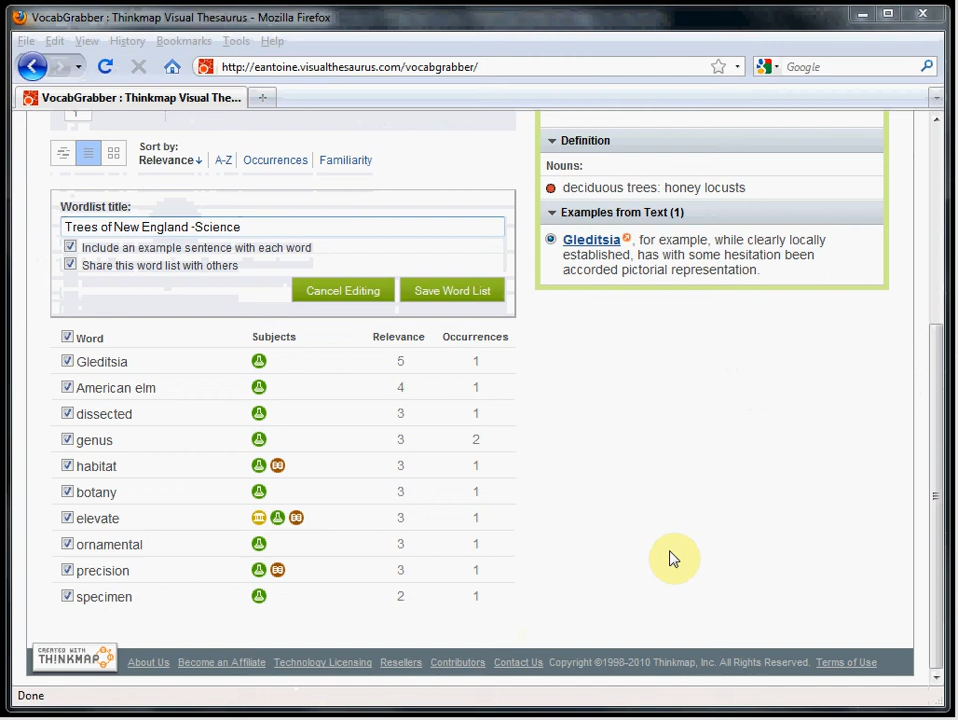 VocabGrabber : Thinkmap Visual Thesaurus - Mozilla Firefox
File Edit View History Bookmarks Tools Help
http://eantoine.visualthesaurus.com/vocabgrabber/
Google
VocabGrabber : Thinkmap Visual The...
1
Sort by:
Relevance A-Z Occurrences Familiarity
Wordlist title:
Trees of New England -Science
Include an example sentence with each word
Share this word list with others
Cancel Editing Save Word List
Definition
Nouns:
deciduous trees: honey locusts
Examples from Text (1)
Gleditsia, for example, while clearly locally
established, has with some hesitation been
accorded pictorial representation.
Word Subjects Relevance Occurrences
Gleditsia 5 1
American elm 4 1
dissected 3 1
genus 3 2
habitat 3 1
botany 3 1
elevate 3 1
ornamental 3 1
precision 3 1
specimen 2 1
CREATED WITH
THINKMAP
About Us Become an Affiliate Technology Licensing Resellers Contributors Contact Us Copyright ©1998-2010 Thinkmap, Inc. All Rights Reserved. Terms of Use
Done